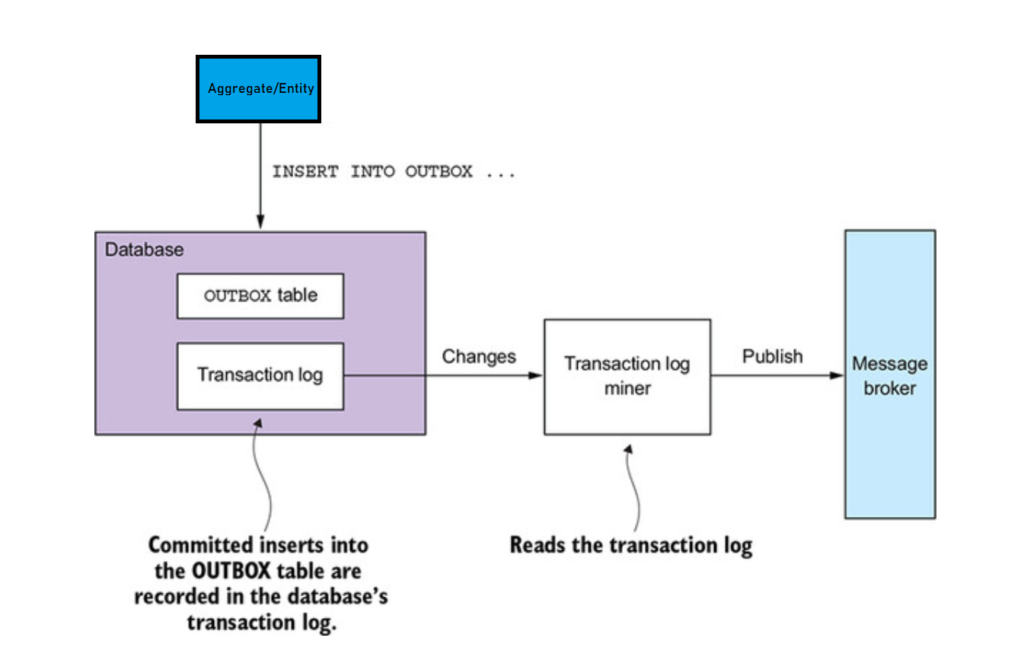 Aggregate/Entity
INSERT INTO OUTBOX ...
Database
OUTBOX table
Transaction log
Changes
Transaction log
miner
Publish
Message
broker
Committed inserts into
the OUTBOX table are
recorded in the database's
transaction log.
Reads the transaction log